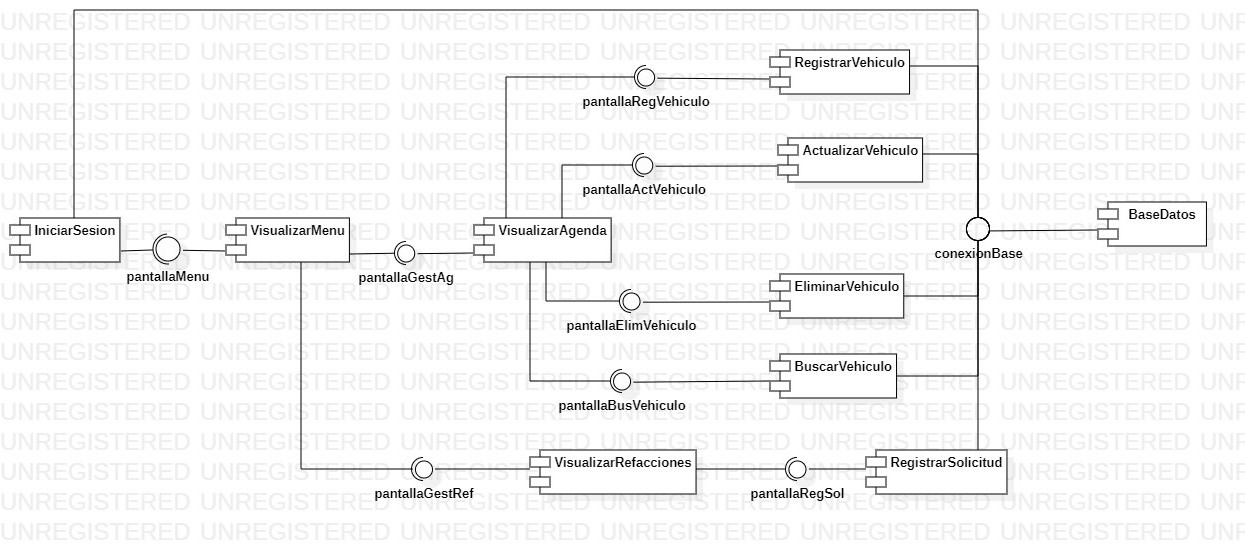 RegistrarVehiculo
pantallaRegVehiculo
ActualizarVehiculo
pantallaActVehiculo
IniciarSesion
pantallaMenu
VisualizarMenu
pantallaGestAg
VisualizarAgenda
conexionBase
BaseDatos
EliminarVehiculo
pantallaElimVehiculo
BuscarVehiculo
pantallaBusVehiculo
VisualizarRefacciones
pantallaGestRef
RegistrarSolicitud
pantallaRegSol
UNREGISTERED UNREGISTERED UNREGISTERED UNREGISTERED UNREGISTERED UNREGISTERED UNR